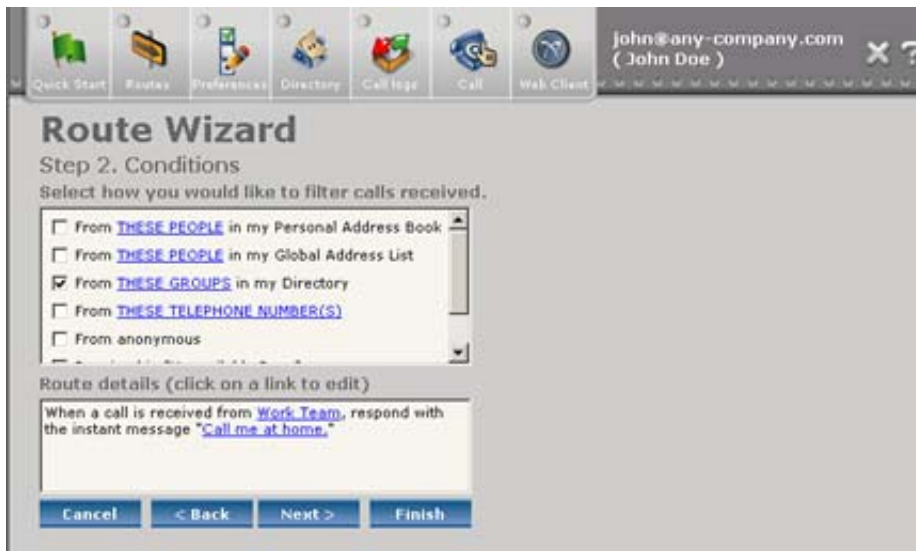 Quick Start Routes Preferences Directory Call logs Call Web Client
john@any-company.com
( John Doe )
Route Wizard
Step 2. Conditions
Select how you would like to filter calls received.
From THESE PEOPLE in my Personal Address Book
From THESE PEOPLE in my Global Address List
From THESE GROUPS in my Directory
From THESE TELEPHONE NUMBER(S)
From anonymous
Route details (click on a link to edit)
When a call is received from Work Team, respond with
the instant message "Call me at home."
Cancel < Back Next > Finish